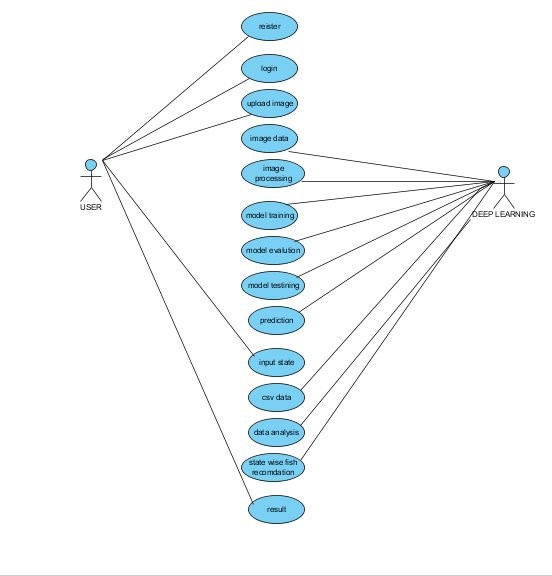 reister
login
upload image
image data
image
processing
USER
DEEP LEARNING
model training
model evalution
model testining
prediction
input state
csv data
data analysis
state wise fish
recomdation
result